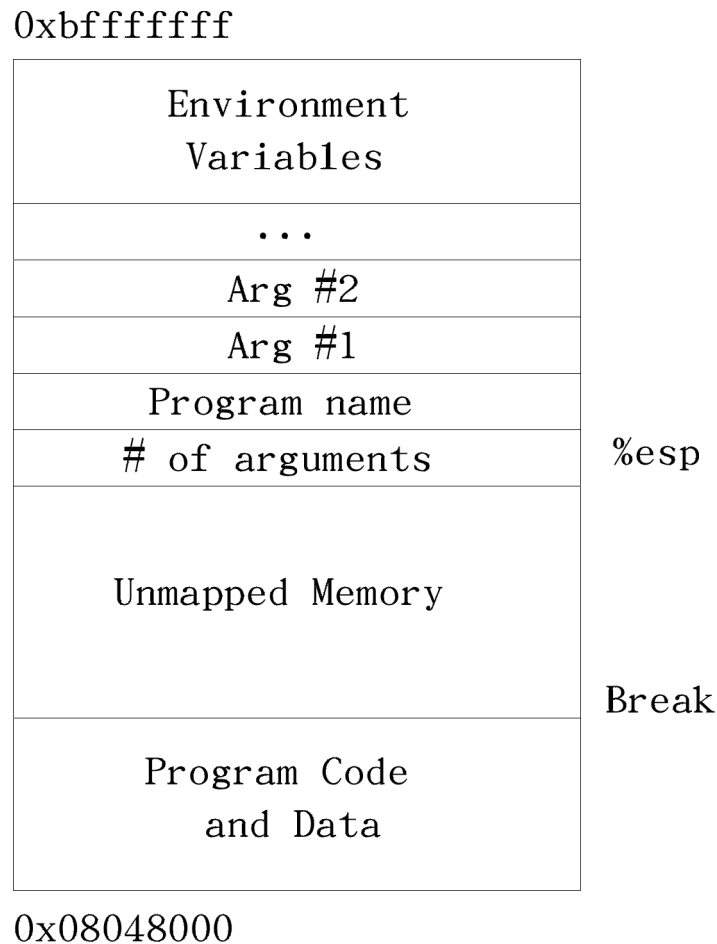 0xbfffffff
Environment
Variables
...
Arg #2
Arg #1
Program name
# of arguments
%esp
Unmapped Memory
Break
Program Code
and Data
0x08048000